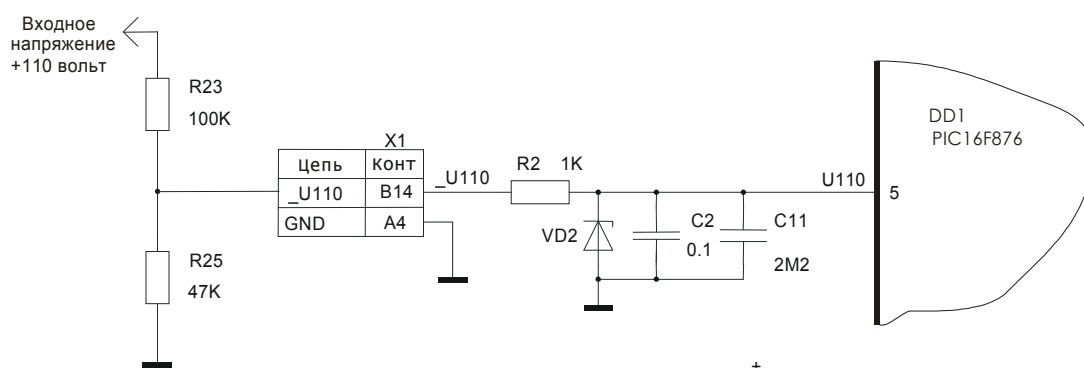 Входное
напряжение
+110 вольт
R23
100K
X1
Цепь Конт
_U110 B14
GND A4
_U110
R2 1K
VD2
C2
0.1
C11
2M2
U110
5
DD1
PIC16F876
R25
47K
+